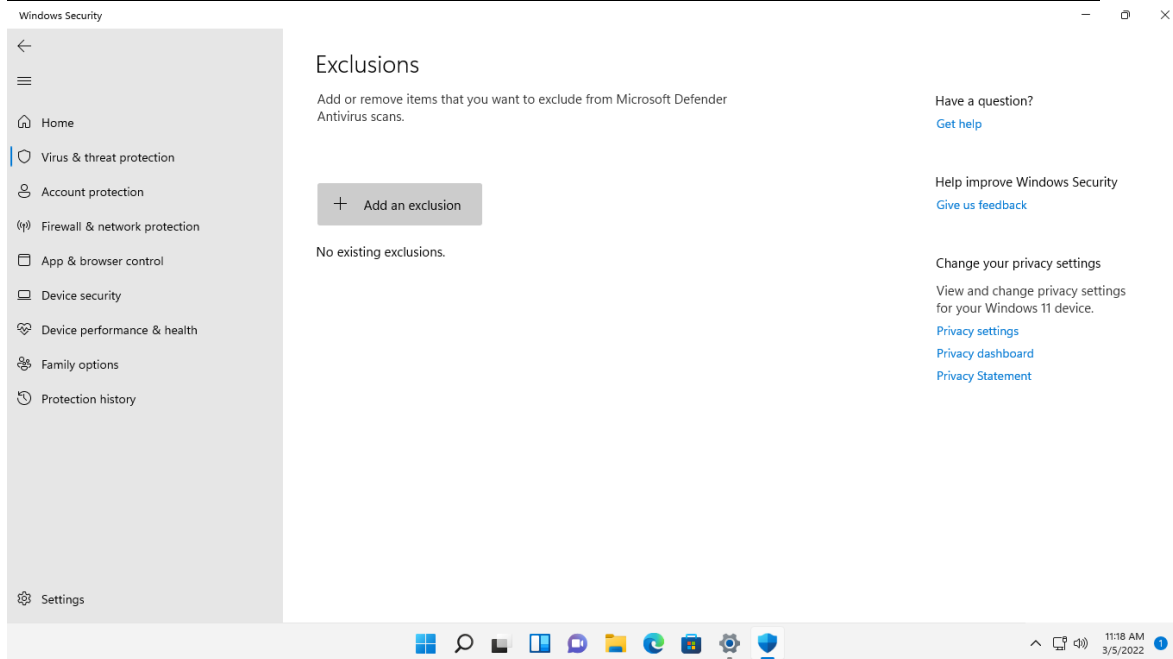 Windows Security
Home
Virus & threat protection
Account protection
Firewall & network protection
App & browser control
Device security
Device performance & health
Family options
Protection history
Settings
Exclusions
Add or remove items that you want to exclude from Microsoft Defender
Antivirus scans.
Add an exclusion
No existing exclusions.
Have a question?
Get help
Help improve Windows Security
Give us feedback
Change your privacy settings
View and change privacy settings
for your Windows 11 device.
Privacy settings
Privacy dashboard
Privacy Statement
11:18 AM
3/5/2022
1